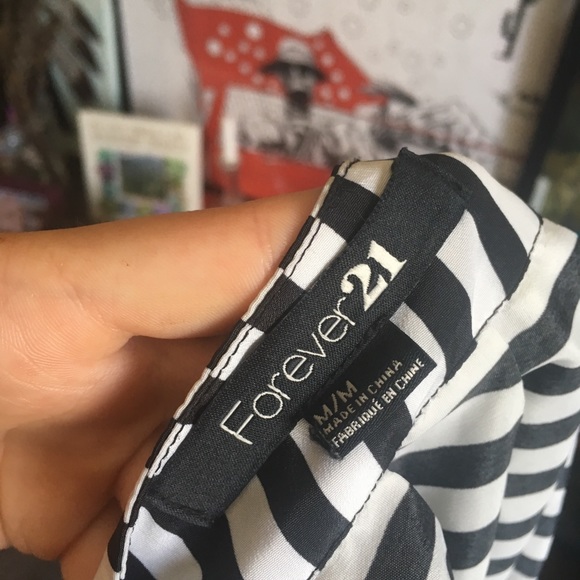 Forever21
M/M
MADE IN CHINA
FABRIQUÉ EN CHINE